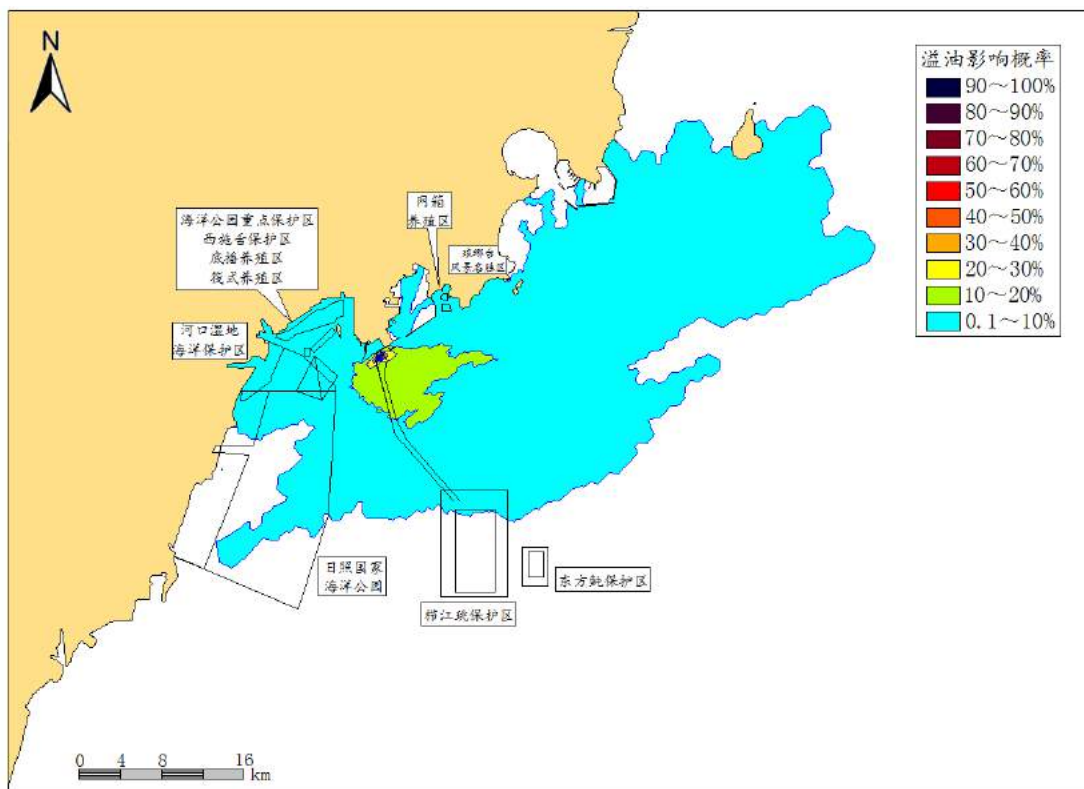 N
溢油影响概率
90～100%
80～90%
70～80%
60～70%
50～60%
40～50%
30～40%
20～30%
10～20%
0.1～10%
网箱
养殖区
海洋公园重点保护区
西施舌保护区
底播养殖区
筏式养殖区
琅琊台
风景名胜区
河口湿地
海洋保护区
日照国家
海洋公园
东方鲀保护区
栉江珧保护区
0 4 8 16
km